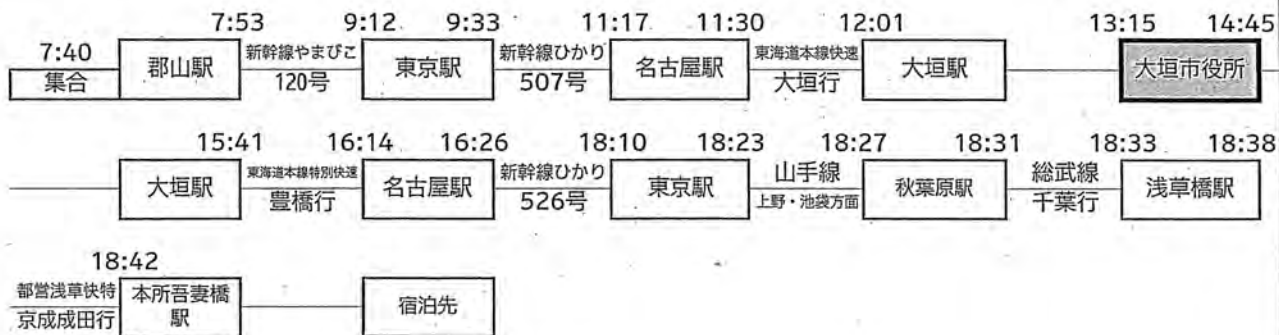 7:53 9:12 9:33 11:17 11:30 12:01 13:15 14:45
7:40 集合 郡山駅 新幹線やまびこ 120号 東京駅 新幹線ひかり 507号 名古屋駅 東海道本線快速 大垣行 大垣駅 大垣市役所
15:41 16:14 16:26 18:10 18:23 18:27 18:31 18:33 18:38
大垣駅 東海道本線特別快速 豊橋行 名古屋駅 新幹線ひかり 526号 東京駅 山手線 上野・池袋方面 秋葉原駅 総武線 千葉行 浅草橋駅
18:42
都営浅草快特 京成成田行 本所吾妻橋駅 宿泊先